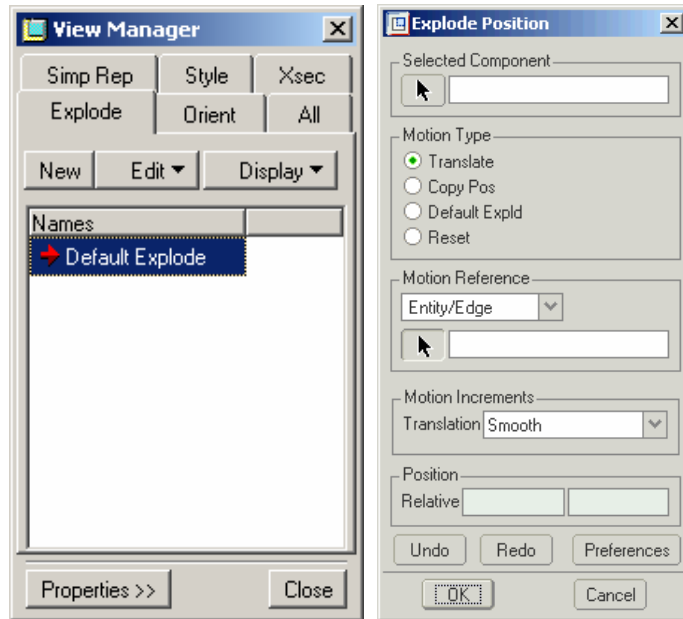 View Manager
Simp Rep Style Xsec
Explode Orient All
New Edit Display
Names
Default Explode
Properties >> Close
Explode Position
Selected Component
Motion Type
Translate
Copy Pos
Default Expld
Reset
Motion Reference
Entity/Edge
Motion Increments
Translation Smooth
Position
Relative
Undo Redo Preferences
OK Cancel